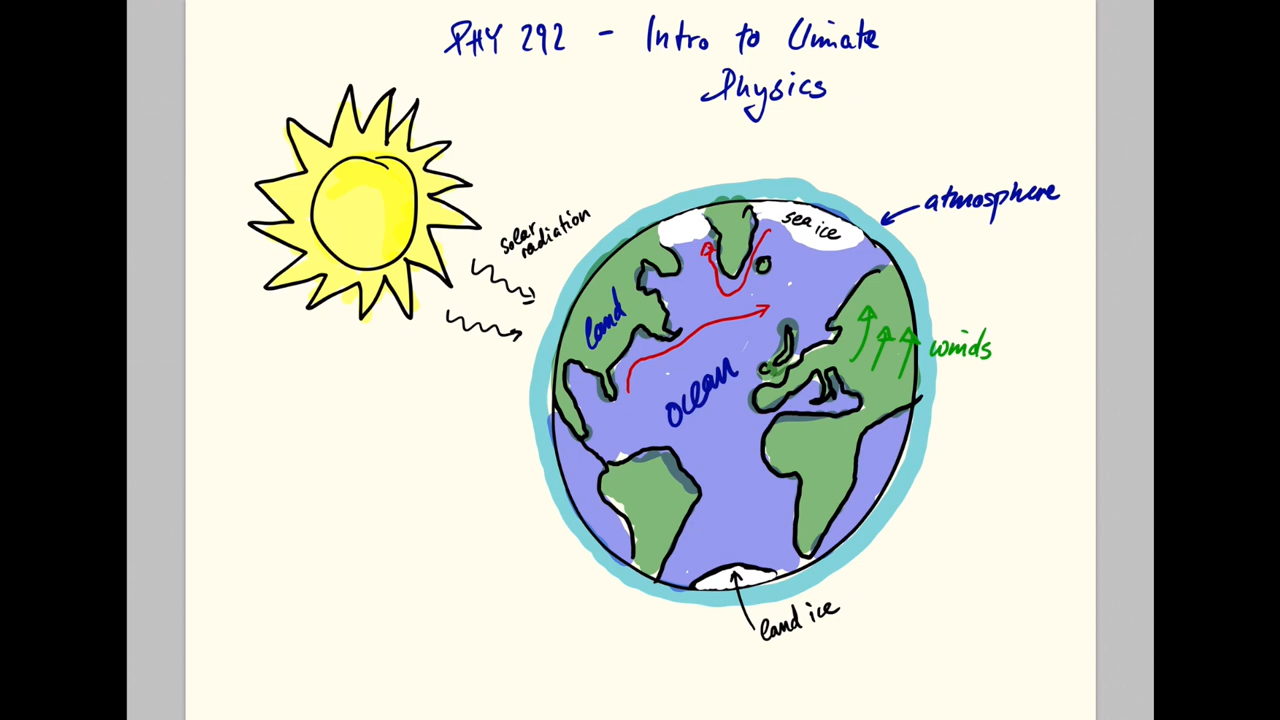 PHY 292 - Intro to Climate
Physics
atmosphere
solar
radiation
sea ice
land
winds
ocean
land ice